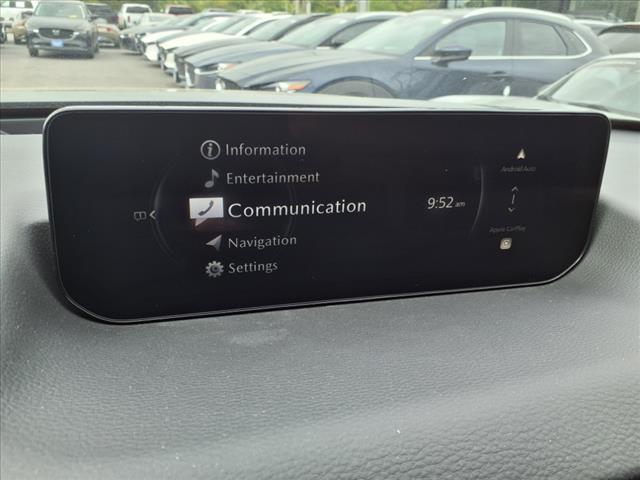 Information
Entertainment
Communication
Navigation
Settings
9:52 am
Android Auto
Apple CarPlay